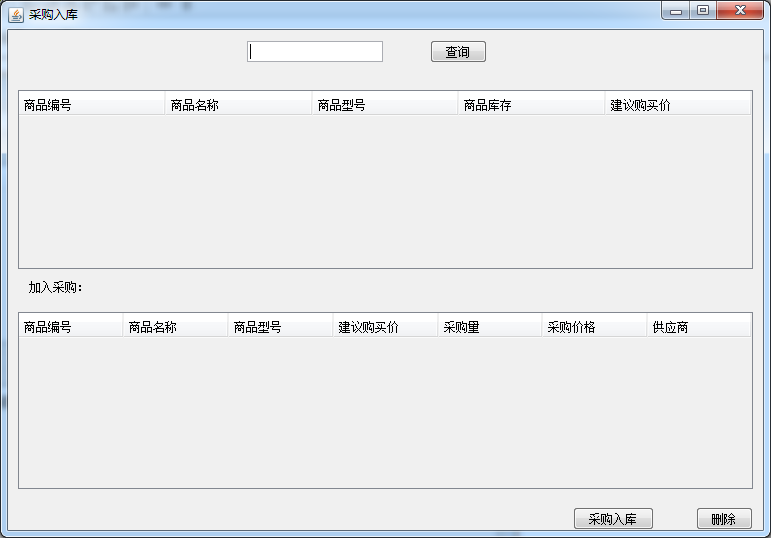 采购入库
查询
商品编号 商品名称 商品型号 商品库存 建议购买价
加入采购：
商品编号 商品名称 商品型号 建议购买价 采购量 采购价格 供应商
采购入库 删除